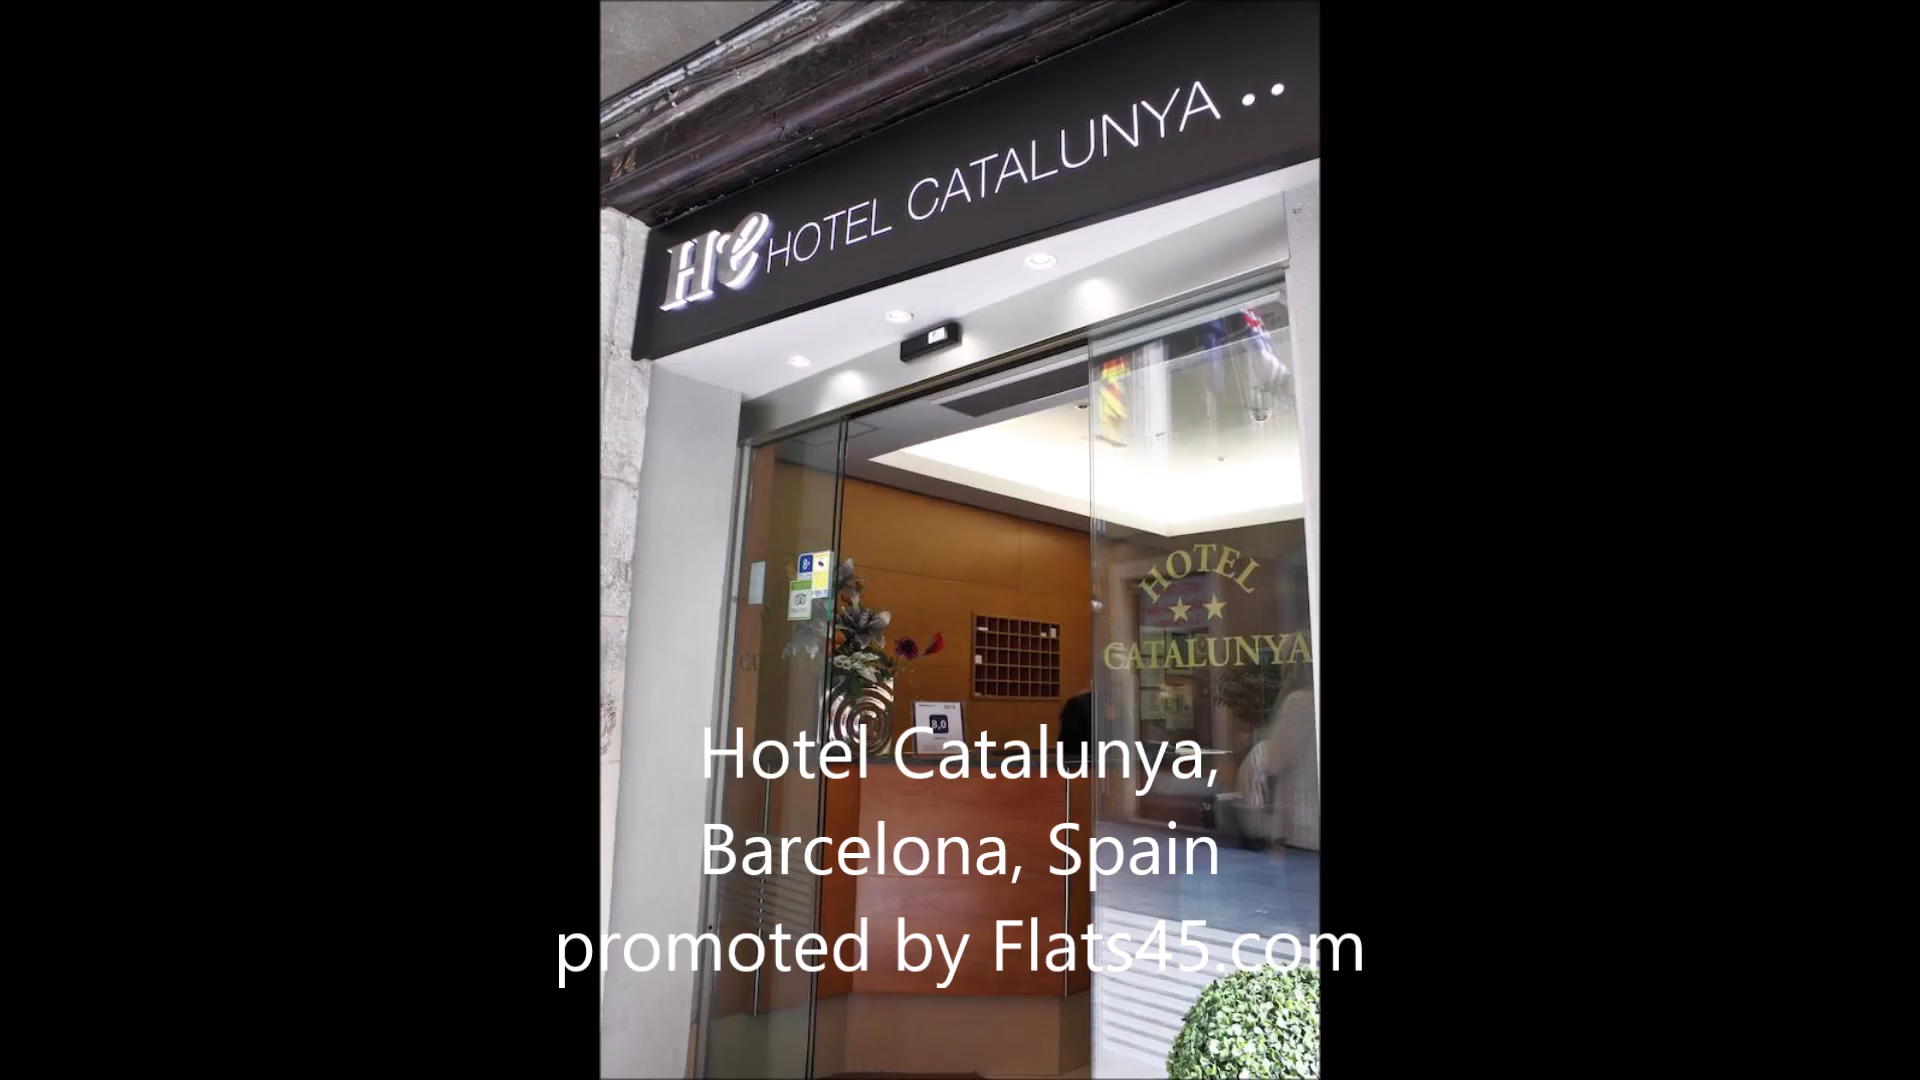 24
He HOTEL CATALUNYA ••
HOTEL
★★
CATALUNYA
8,0
Hotel Catalunya,
Barcelona, Spain
promoted by Flats45.com